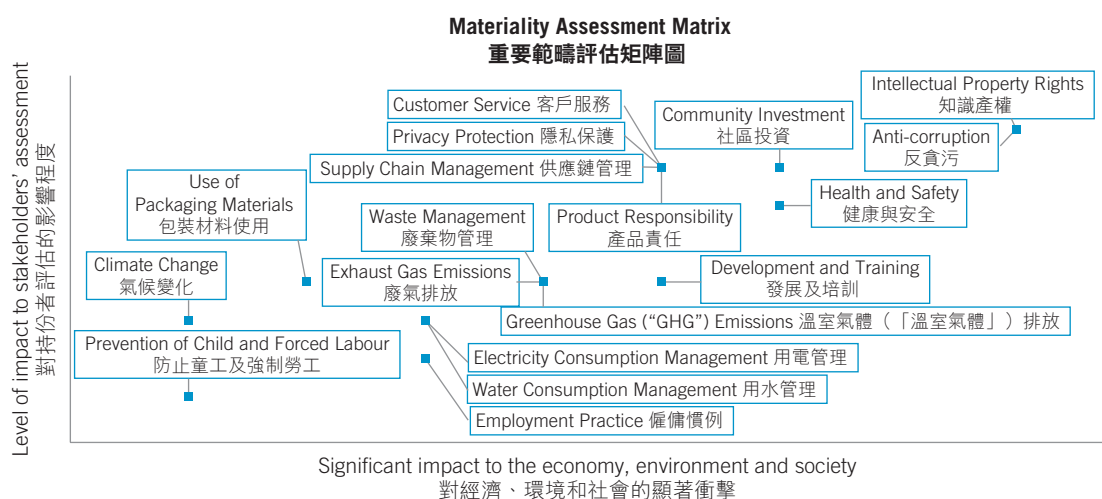 Materiality Assessment Matrix
重要範疇評估矩陣圖
Level of impact to stakeholders' assessment
對持份者評估的影響程度
Intellectual Property Rights
知識產權
Customer Service 客戶服務
Community Investment
社區投資
Privacy Protection 隱私保護
Anti-corruption
反貪污
Supply Chain Management 供應鏈管理
Use of
Packaging Materials
包裝材料使用
Health and Safety
健康與安全
Waste Management
廢棄物管理
Product Responsibility
產品責任
Climate Change
氣候變化
Exhaust Gas Emissions
廢氣排放
Development and Training
發展及培訓
Greenhouse Gas (“GHG”) Emissions 溫室氣體（「溫室氣體」）排放
Prevention of Child and Forced Labour
防止童工及強制勞工
Electricity Consumption Management 用電管理
Water Consumption Management 用水管理
Employment Practice 僱傭慣例
Significant impact to the economy, environment and society
對經濟、環境和社會的顯著衝擊